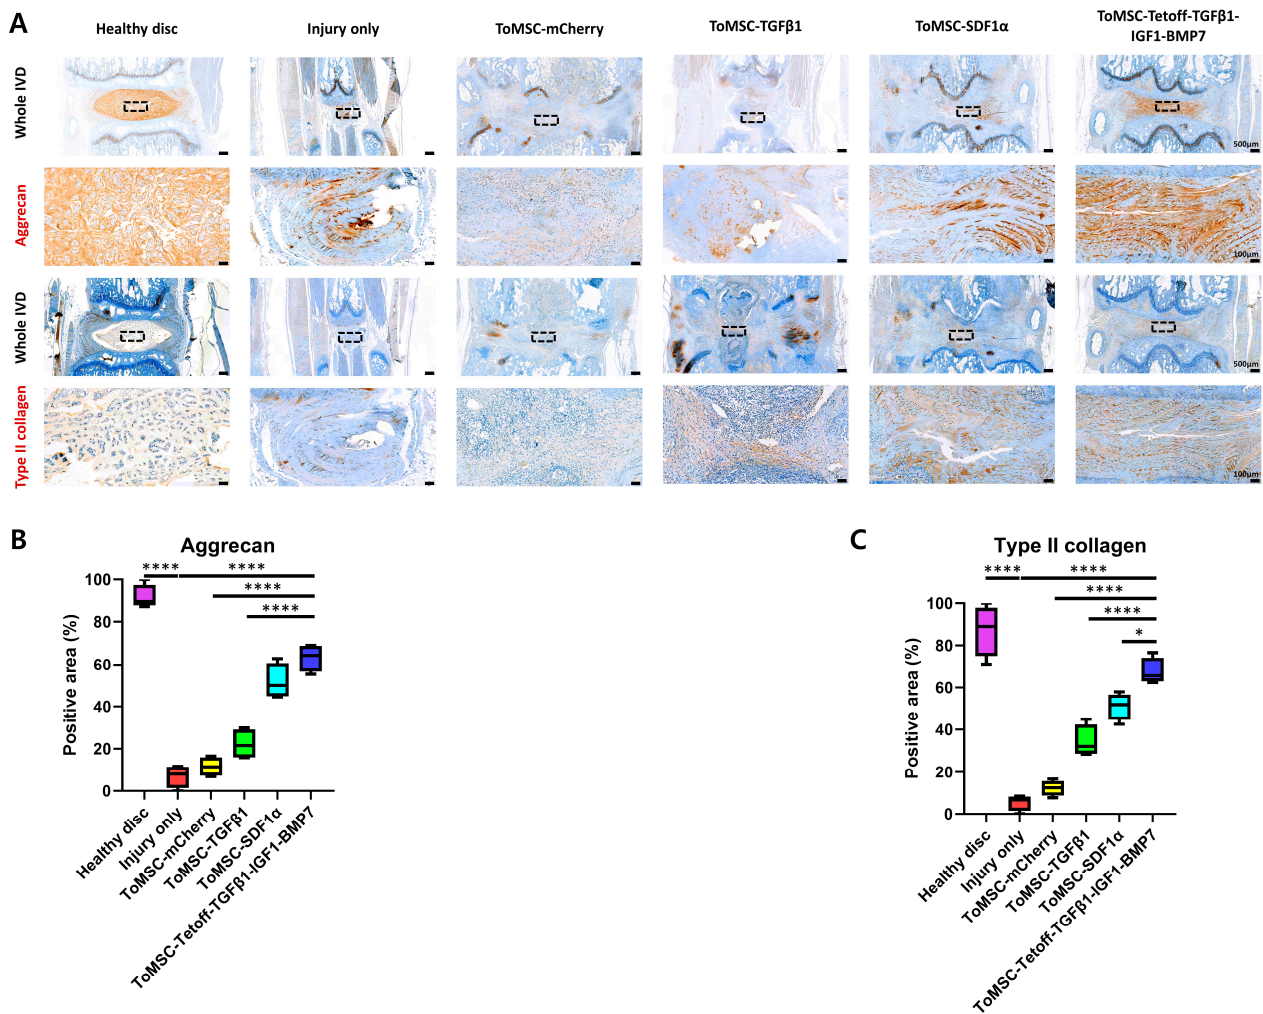 A
Healthy disc
Injury only
ToMSC-mCherry
ToMSC-TGFβ1
ToMSC-SDF1α
ToMSC-Tetoff-TGFβ1-
IGF1-BMP7
Whole IVD
500μm
Aggrecan
100μm
Whole IVD
500μm
Type II collagen
100μm
B
Aggrecan
**** ****
****
****
Positive area (%)
100
80
60
40
20
0
Healthy disc
Injury only
ToMSC-mCherry
ToMSC-TGFβ1
ToMSC-SDF1α
ToMSC-Tetoff-TGFβ1-IGF1-BMP7
C
Type II collagen
**** ****
****
****
*
Positive area (%)
100
80
60
40
20
0
Healthy disc
Injury only
ToMSC-mCherry
ToMSC-TGFβ1
ToMSC-SDF1α
ToMSC-Tetoff-TGFβ1-IGF1-BMP7